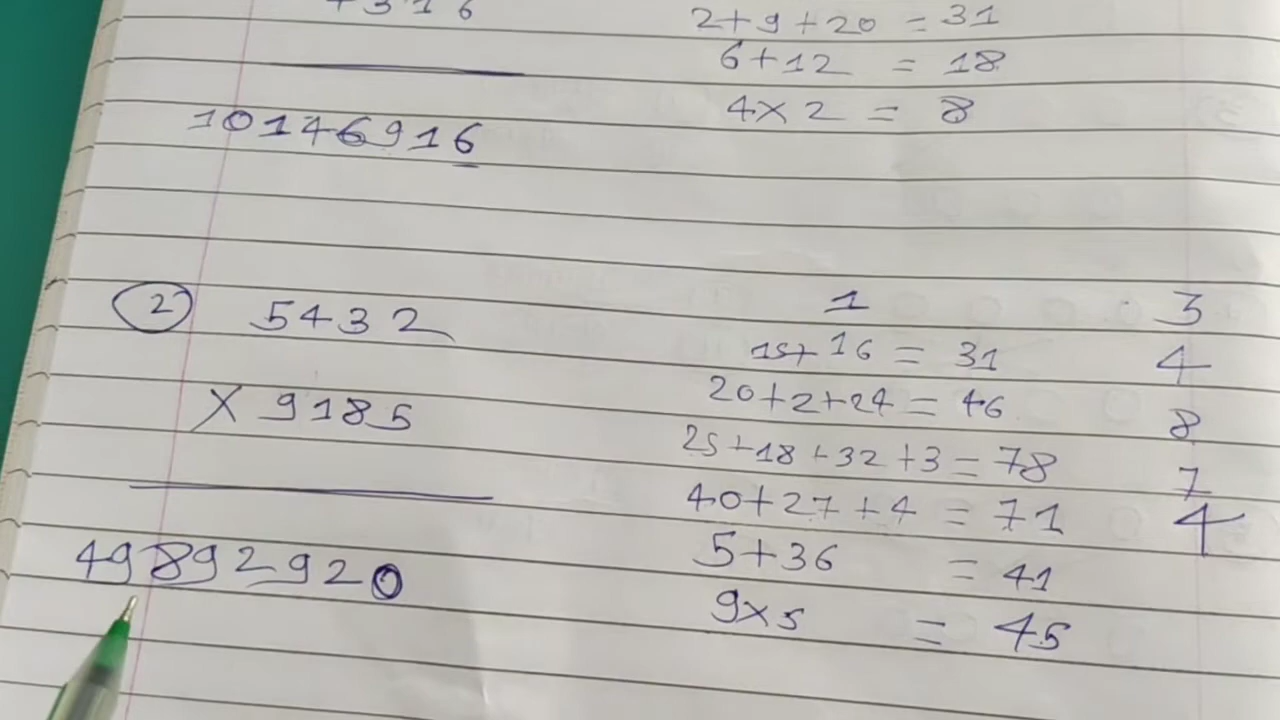 +316
2+9+20 = 31
6+12 = 18
4×2 = 8
10146916
2 5432
×9185
49892920
1 3
15+16 = 31 4
20+2+24 = 46 8
25+18+32+3 = 78 7
40+27+4 = 71 4
5+36 = 41
9×5 = 45